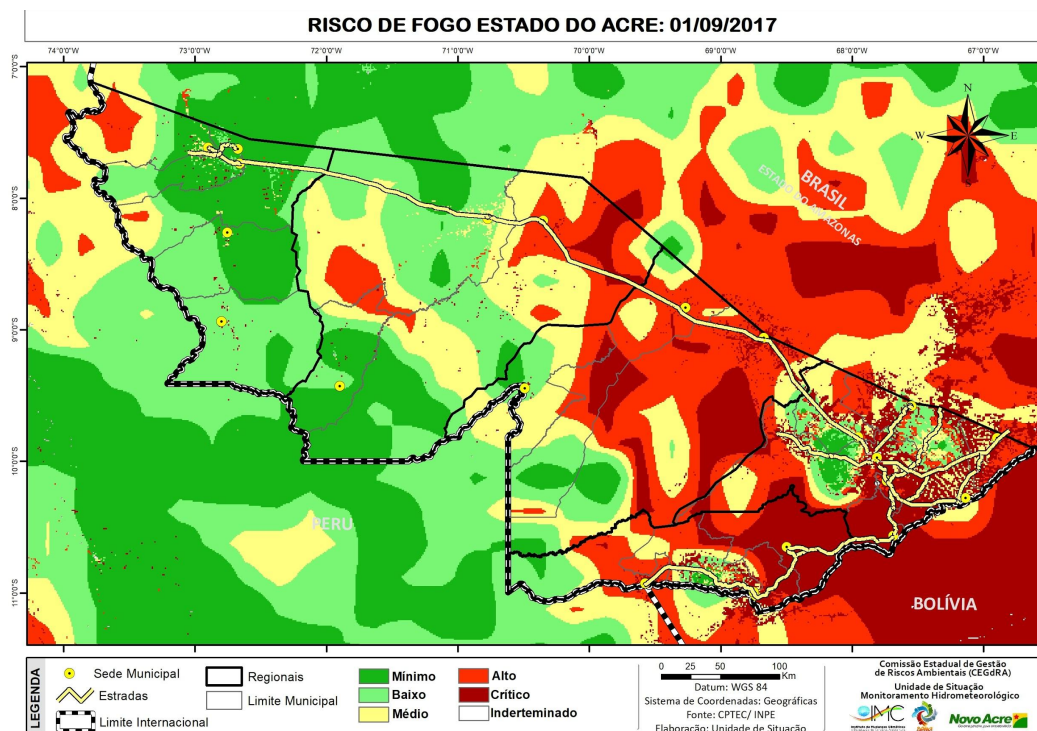 RISCO DE FOGO ESTADO DO ACRE: 01/09/2017
74°0'0"W 73°0'0"W 72°0'0"W 71°0'0"W 70°0'0"W 69°0'0"W 68°0'0"W 67°0'0"W
7°0'0"S
8°0'0"S
9°0'0"S
10°0'0"S
11°0'0"S
N
W E
S
BRASIL
ESTADO DO AMAZONAS
PERU
BOLÍVIA
LEGENDA
Sede Municipal
Estradas
Limite Internacional
Regionais
Limite Municipal
Mínimo
Baixo
Médio
Alto
Crítico
Inderteminado
0 25 50 100
Km
Datum: WGS 84
Sistema de Coordenadas: Geográficas
Fonte: CPTEC/ INPE
Elaboração: Unidade de Situação
Comissão Estadual de Gestão
de Riscos Ambientais (CEGdRA)
Unidade de Situação
Monitoramento Hidrometeorológico
IMC
Novo Acre